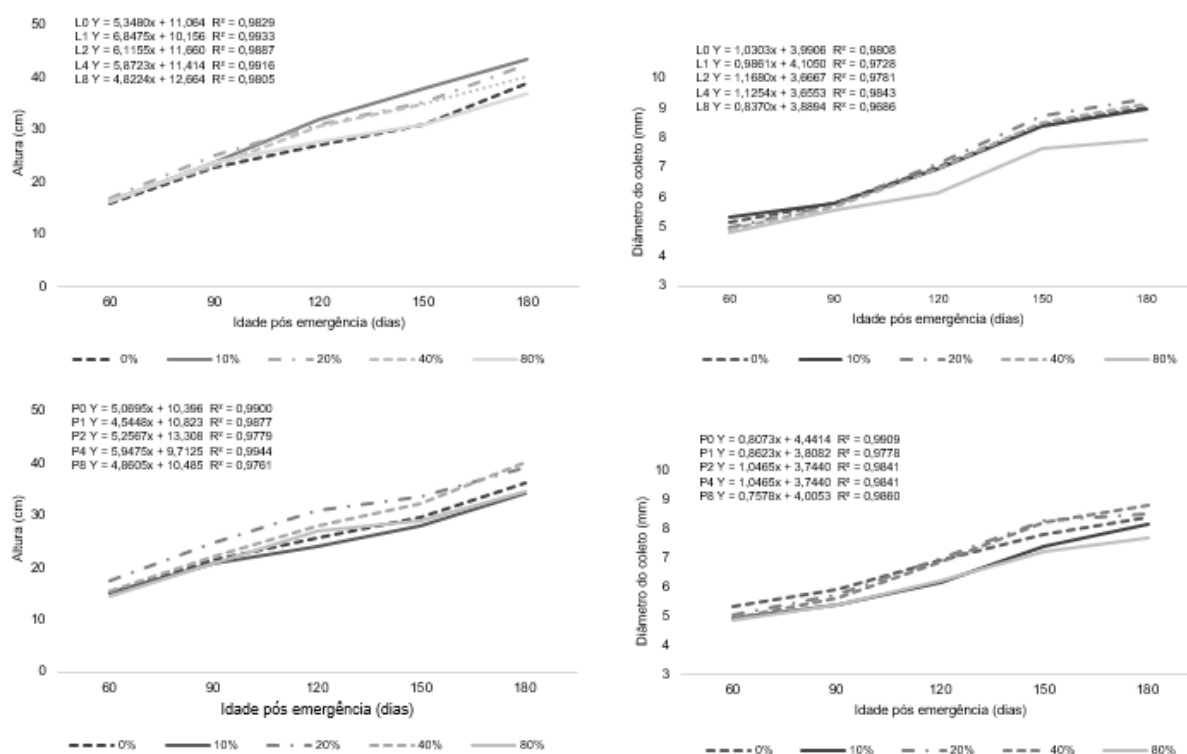 50
40
30
20
10
0
Altura (cm)
L0 Y = 5,3480x + 11,064 R² = 0,9829
L1 Y = 6,8475x + 10,156 R² = 0,9933
L2 Y = 6,1155x + 11,660 R² = 0,9887
L4 Y = 5,8723x + 11,414 R² = 0,9916
L8 Y = 4,8224x + 12,664 R² = 0,9805
60 90 120 150 180
Idade pós emergência (dias)
0% 10% 20% 40% 80%
10
9
8
7
6
5
4
3
Diâmetro do coleto (mm)
L0 Y = 1,0303x + 3,9906 R² = 0,9808
L1 Y = 0,9861x + 4,1050 R² = 0,9728
L2 Y = 1,1680x + 3,6667 R² = 0,9781
L4 Y = 1,1254x + 3,6553 R² = 0,9843
L8 Y = 0,8370x + 3,8894 R² = 0,9686
60 90 120 150 180
Idade pós emergência (dias)
0% 10% 20% 40% 80%
50
40
30
20
10
0
Altura (cm)
P0 Y = 5,0695x + 10,396 R² = 0,9900
P1 Y = 4,5448x + 10,823 R² = 0,9877
P2 Y = 5,2567x + 13,308 R² = 0,9779
P4 Y = 5,9475x + 9,7125 R² = 0,9944
P8 Y = 4,8605x + 10,485 R² = 0,9761
60 90 120 150 180
Idade pós emergência (dias)
0% 10% 20% 40% 80%
10
9
8
7
6
5
4
3
Diâmetro do coleto (mm)
P0 Y = 0,8073x + 4,4414 R² = 0,9909
P1 Y = 0,8623x + 3,8082 R² = 0,9778
P2 Y = 1,0465x + 3,7440 R² = 0,9841
P4 Y = 1,0465x + 3,7440 R² = 0,9841
P8 Y = 0,7578x + 4,0053 R² = 0,9860
60 90 120 150 180
Idade pós emergência (dias)
0% 10% 20% 40% 80%